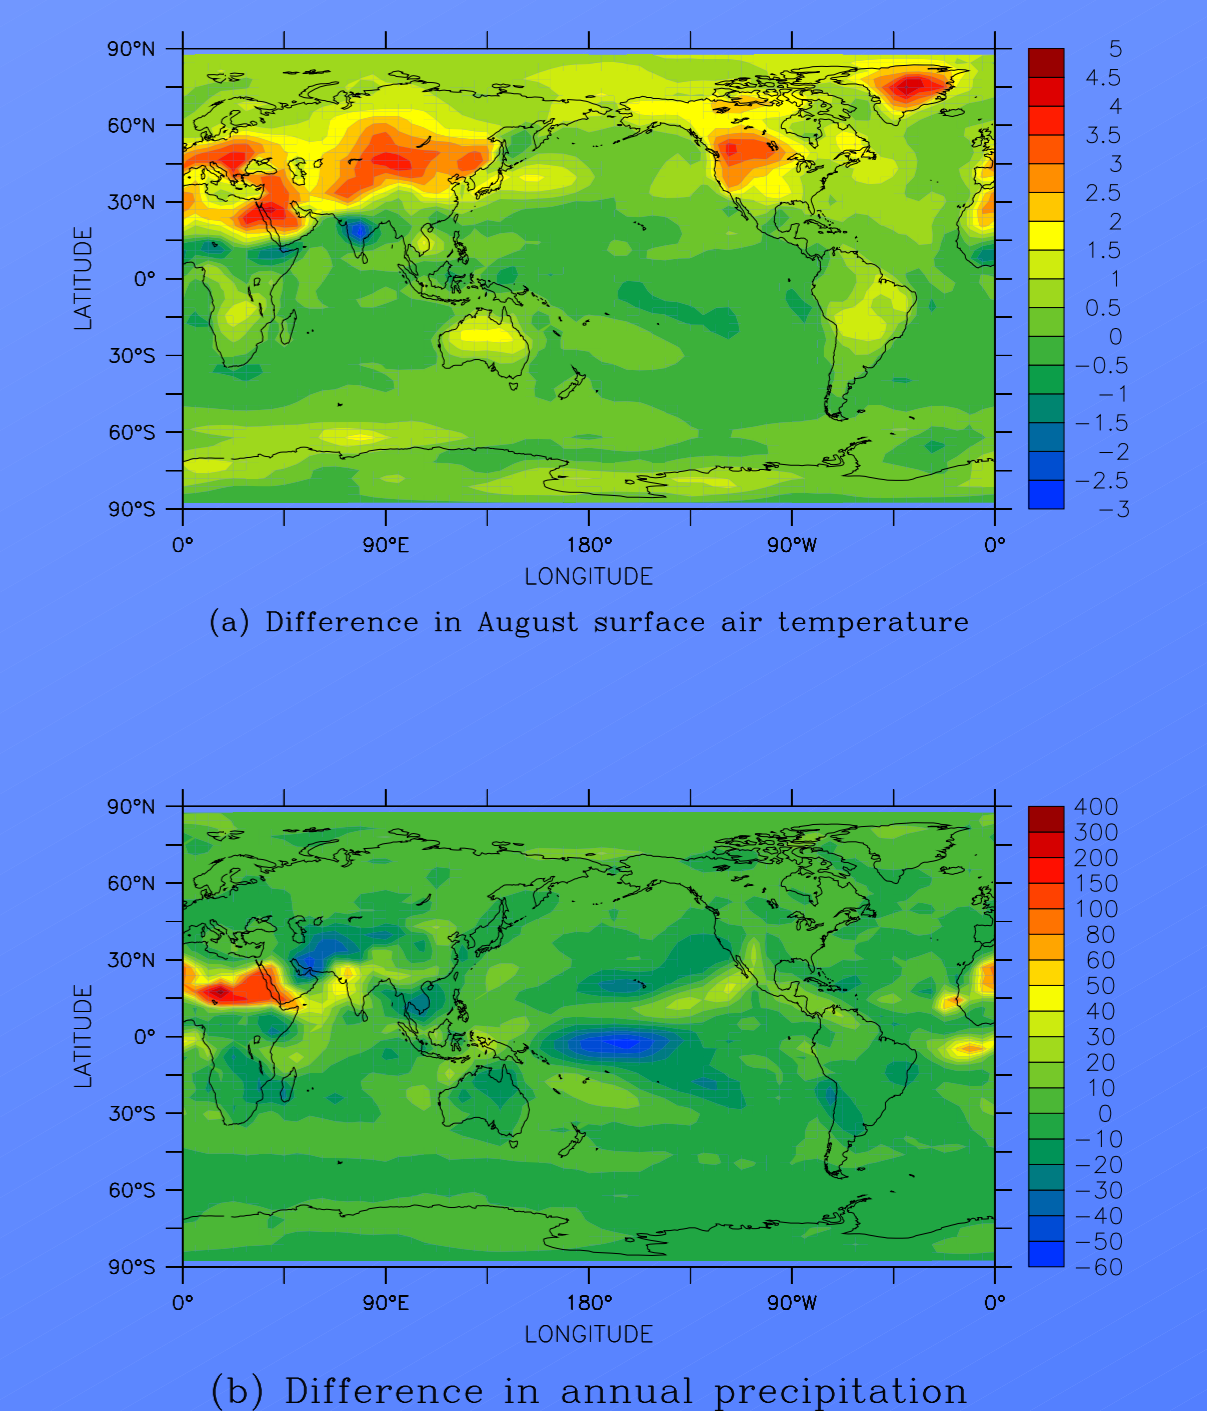 90°N
60°N
30°N
0°
30°S
60°S
90°S
LATITUDE
0°
90°E
180°
90°W
0°
LONGITUDE
5
4.5
4
3.5
3
2.5
2
1.5
1
0.5
0
−0.5
−1
−1.5
−2
−2.5
−3
(a) Difference in August surface air temperature
90°N
60°N
30°N
0°
30°S
60°S
90°S
LATITUDE
0°
90°E
180°
90°W
0°
LONGITUDE
400
300
200
150
100
80
60
50
40
30
20
10
0
−10
−20
−30
−40
−50
−60
(b) Difference in annual precipitation